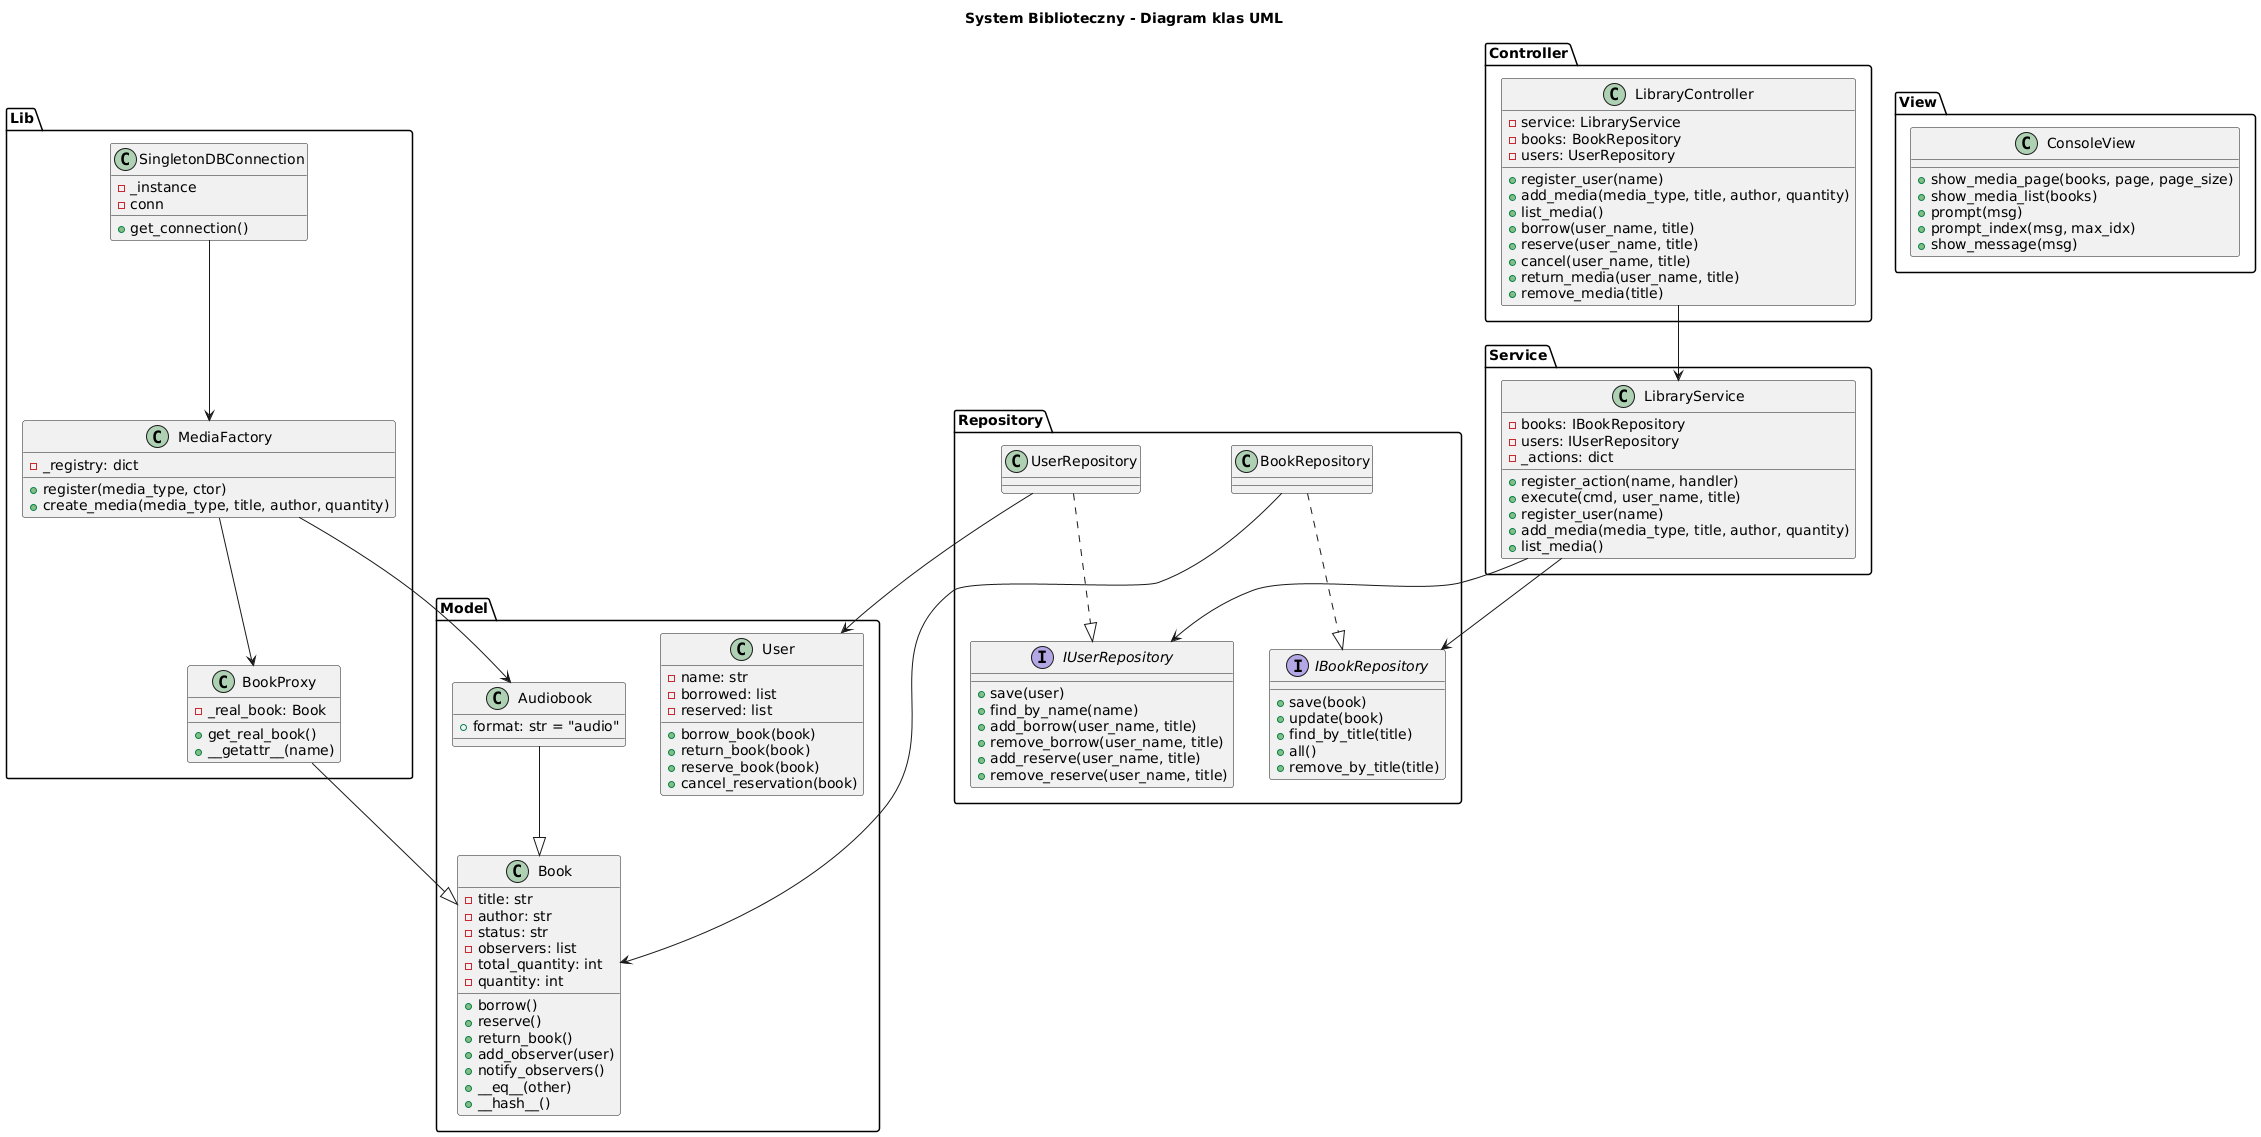 System Biblioteczny - Diagram klas UML
Lib
C SingletonDBConnection
_instance
conn
get_connection()
C MediaFactory
_registry: dict
register(media_type, ctor)
create_media(media_type, title, author, quantity)
C BookProxy
_real_book: Book
get_real_book()
__getattr__(name)
Model
C User
name: str
borrowed: list
reserved: list
borrow_book(book)
return_book(book)
reserve_book(book)
cancel_reservation(book)
C Audiobook
format: str = "audio"
C Book
title: str
author: str
status: str
observers: list
total_quantity: int
quantity: int
borrow()
reserve()
return_book()
add_observer(user)
notify_observers()
__eq__(other)
__hash__()
Repository
C UserRepository
C BookRepository
I IUserRepository
save(user)
find_by_name(name)
add_borrow(user_name, title)
remove_borrow(user_name, title)
add_reserve(user_name, title)
remove_reserve(user_name, title)
I IBookRepository
save(book)
update(book)
find_by_title(title)
all()
remove_by_title(title)
Controller
C LibraryController
service: LibraryService
books: BookRepository
users: UserRepository
register_user(name)
add_media(media_type, title, author, quantity)
list_media()
borrow(user_name, title)
reserve(user_name, title)
cancel(user_name, title)
return_media(user_name, title)
remove_media(title)
Service
C LibraryService
books: IBookRepository
users: IUserRepository
_actions: dict
register_action(name, handler)
execute(cmd, user_name, title)
register_user(name)
add_media(media_type, title, author, quantity)
list_media()
View
C ConsoleView
show_media_page(books, page, page_size)
show_media_list(books)
prompt(msg)
prompt_index(msg, max_idx)
show_message(msg)